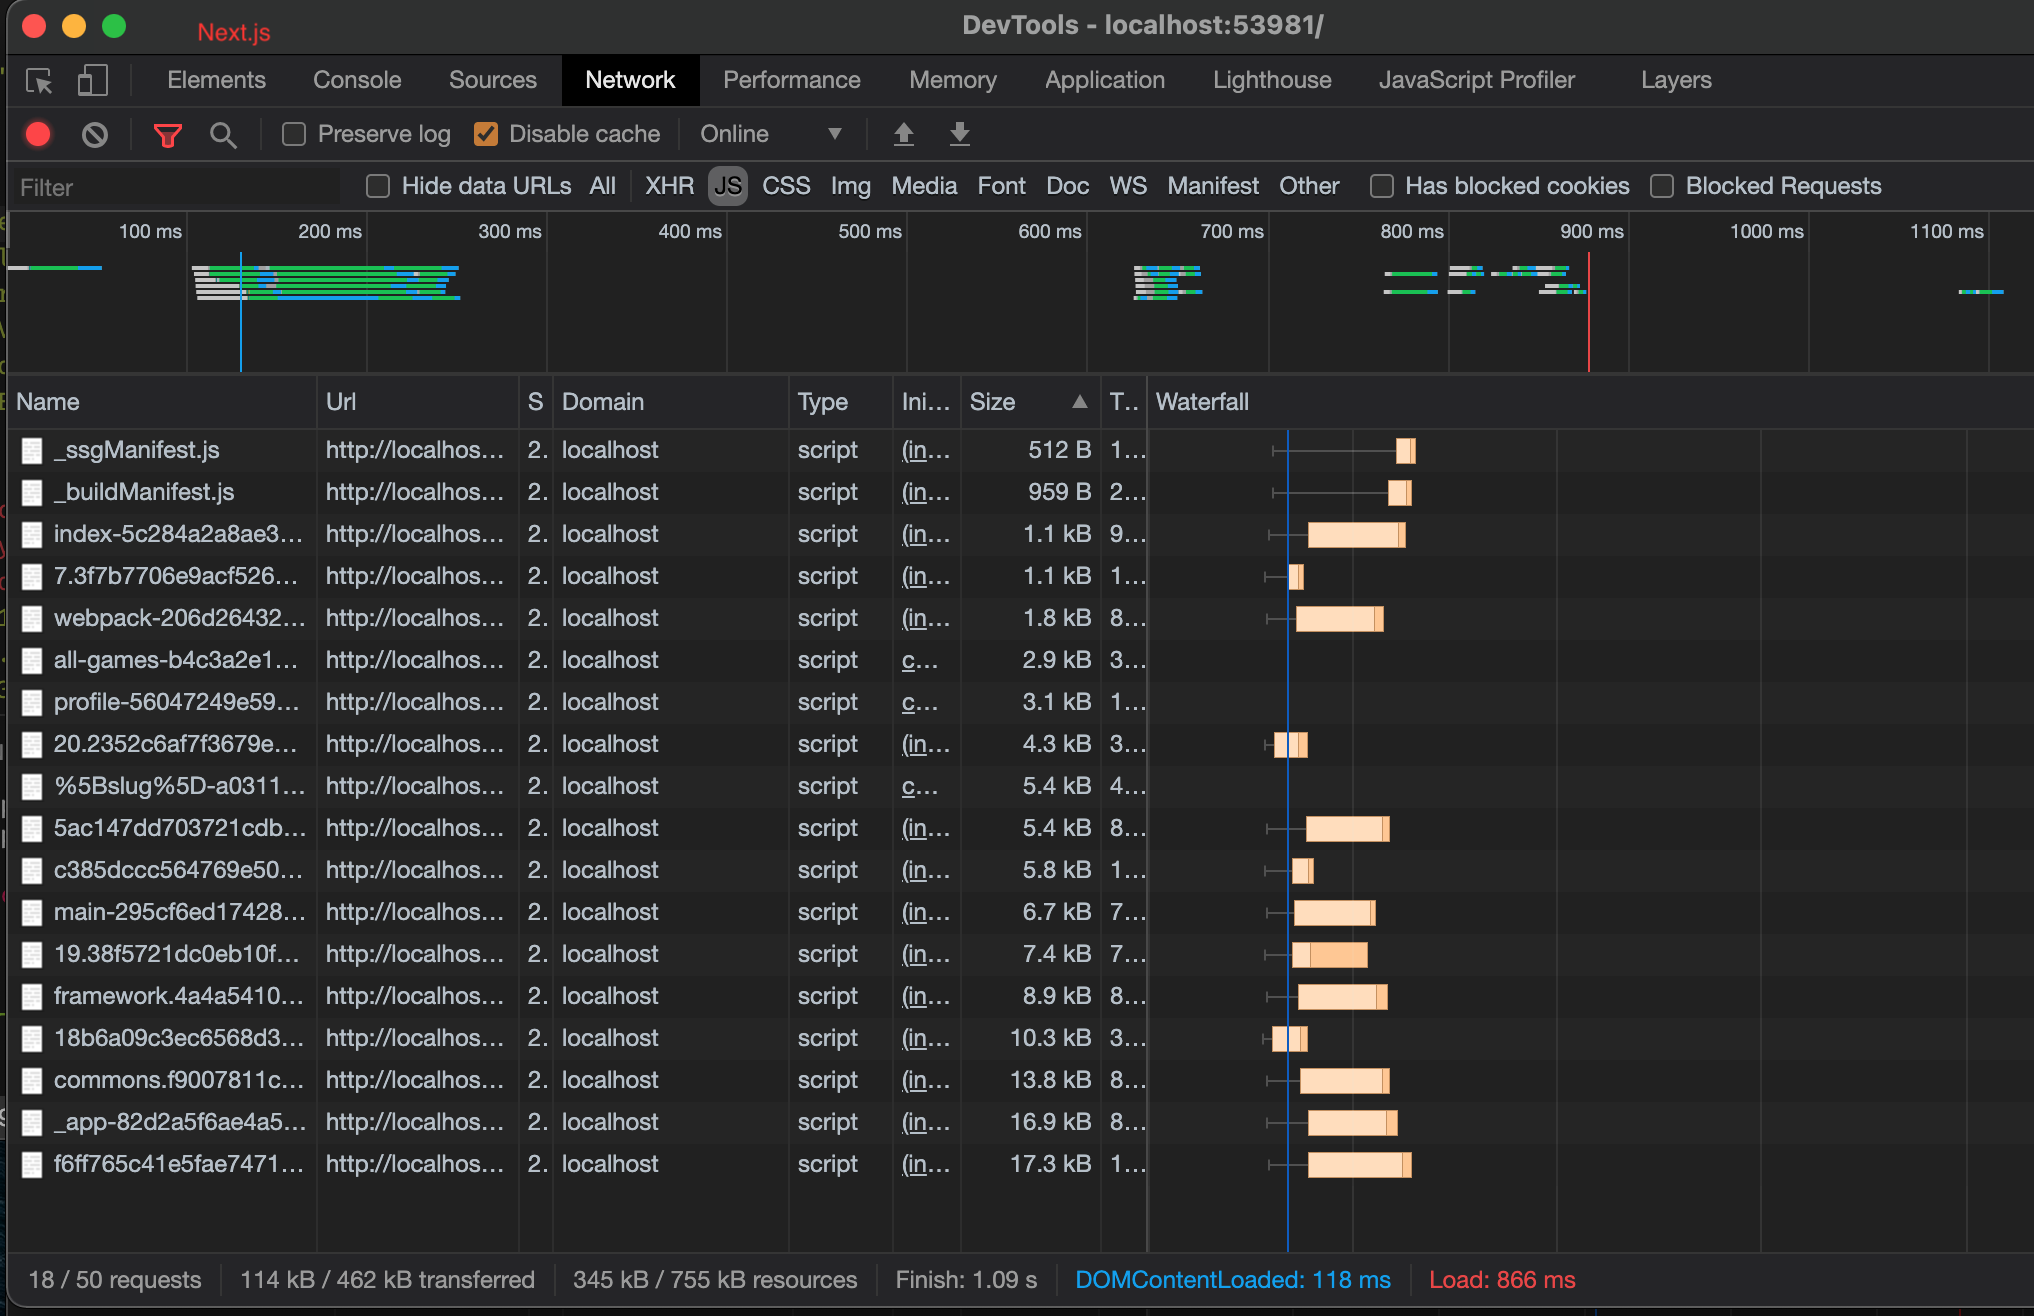 Next.js
DevTools - localhost:53981/
Elements Console Sources Network Performance Memory Application Lighthouse JavaScript Profiler Layers
Preserve log Disable cache Online
Filter Hide data URLs All XHR JS CSS Img Media Font Doc WS Manifest Other Has blocked cookies Blocked Requests
100 ms 200 ms 300 ms 400 ms 500 ms 600 ms 700 ms 800 ms 900 ms 1000 ms 1100 ms
Name Url S Domain Type Ini... Size T.. Waterfall
_ssgManifest.js http://localhos... 2. localhost script (in... 512 B 1...
_buildManifest.js http://localhos... 2. localhost script (in... 959 B 2...
index-5c284a2a8ae3... http://localhos... 2. localhost script (in... 1.1 kB 9...
7.3f7b7706e9acf526... http://localhos... 2. localhost script (in... 1.1 kB 1...
webpack-206d26432... http://localhos... 2. localhost script (in... 1.8 kB 8...
all-games-b4c3a2e1... http://localhos... 2. localhost script c... 2.9 kB 3...
profile-56047249e59... http://localhos... 2. localhost script c... 3.1 kB 1...
20.2352c6af7f3679e... http://localhos... 2. localhost script (in... 4.3 kB 3...
%5Bslug%5D-a0311... http://localhos... 2. localhost script c... 5.4 kB 4...
5ac147dd703721cdb... http://localhos... 2. localhost script (in... 5.4 kB 8...
c385dccc564769e50... http://localhos... 2. localhost script (in... 5.8 kB 1...
main-295cf6ed17428... http://localhos... 2. localhost script (in... 6.7 kB 7...
19.38f5721dc0eb10f... http://localhos... 2. localhost script (in... 7.4 kB 7...
framework.4a4a5410... http://localhos... 2. localhost script (in... 8.9 kB 8...
18b6a09c3ec6568d3... http://localhos... 2. localhost script (in... 10.3 kB 3...
commons.f9007811c... http://localhos... 2. localhost script (in... 13.8 kB 8...
_app-82d2a5f6ae4a5... http://localhos... 2. localhost script (in... 16.9 kB 8...
f6ff765c41e5fae7471... http://localhos... 2. localhost script (in... 17.3 kB 1...
18 / 50 requests 114 kB / 462 kB transferred 345 kB / 755 kB resources Finish: 1.09 s DOMContentLoaded: 118 ms Load: 866 ms